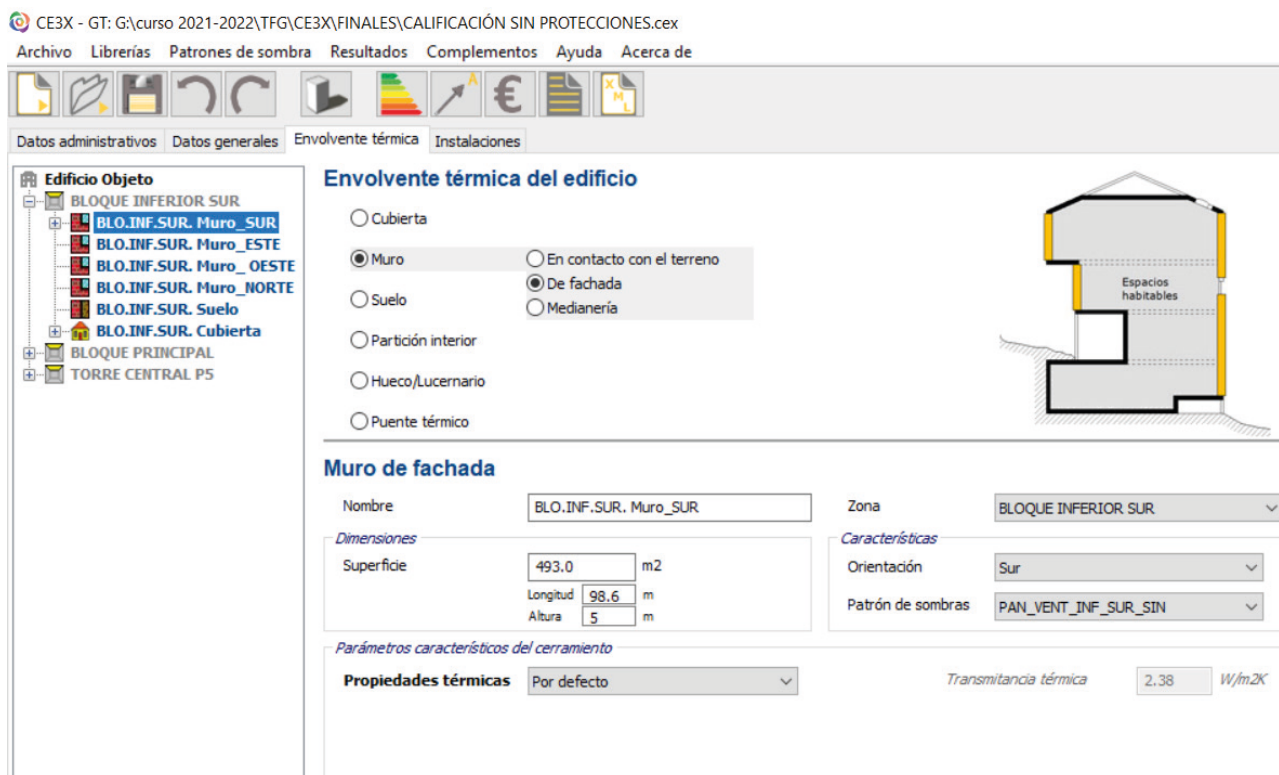 CE3X - GT: G:\curso 2021-2022\TFG\CE3X\FINALES\CALIFICACIÓN SIN PROTECCIONES.cex
Archivo Librerías Patrones de sombra Resultados Complementos Ayuda Acerca de
A € X M L
Datos administrativos Datos generales Envolvente térmica Instalaciones
Edificio Objeto
BLOQUE INFERIOR SUR
BLO.INF.SUR. Muro_SUR
BLO.INF.SUR. Muro_ESTE
BLO.INF.SUR. Muro_ OESTE
BLO.INF.SUR. Muro_NORTE
BLO.INF.SUR. Suelo
BLO.INF.SUR. Cubierta
BLOQUE PRINCIPAL
TORRE CENTRAL P5
Envolvente térmica del edificio
Cubierta
Muro
En contacto con el terreno
De fachada
Medianería
Suelo
Partición interior
Hueco/Lucernario
Puente térmico
Espacios
habitables
Muro de fachada
Nombre BLO.INF.SUR. Muro_SUR Zona BLOQUE INFERIOR SUR
Dimensiones
Superficie 493.0 m2
Longitud 98.6 m
Altura 5 m
Características
Orientación Sur
Patrón de sombras PAN_VENT_INF_SUR_SIN
Parámetros característicos del cerramiento
Propiedades térmicas Por defecto Transmitancia térmica 2.38 W/m2K